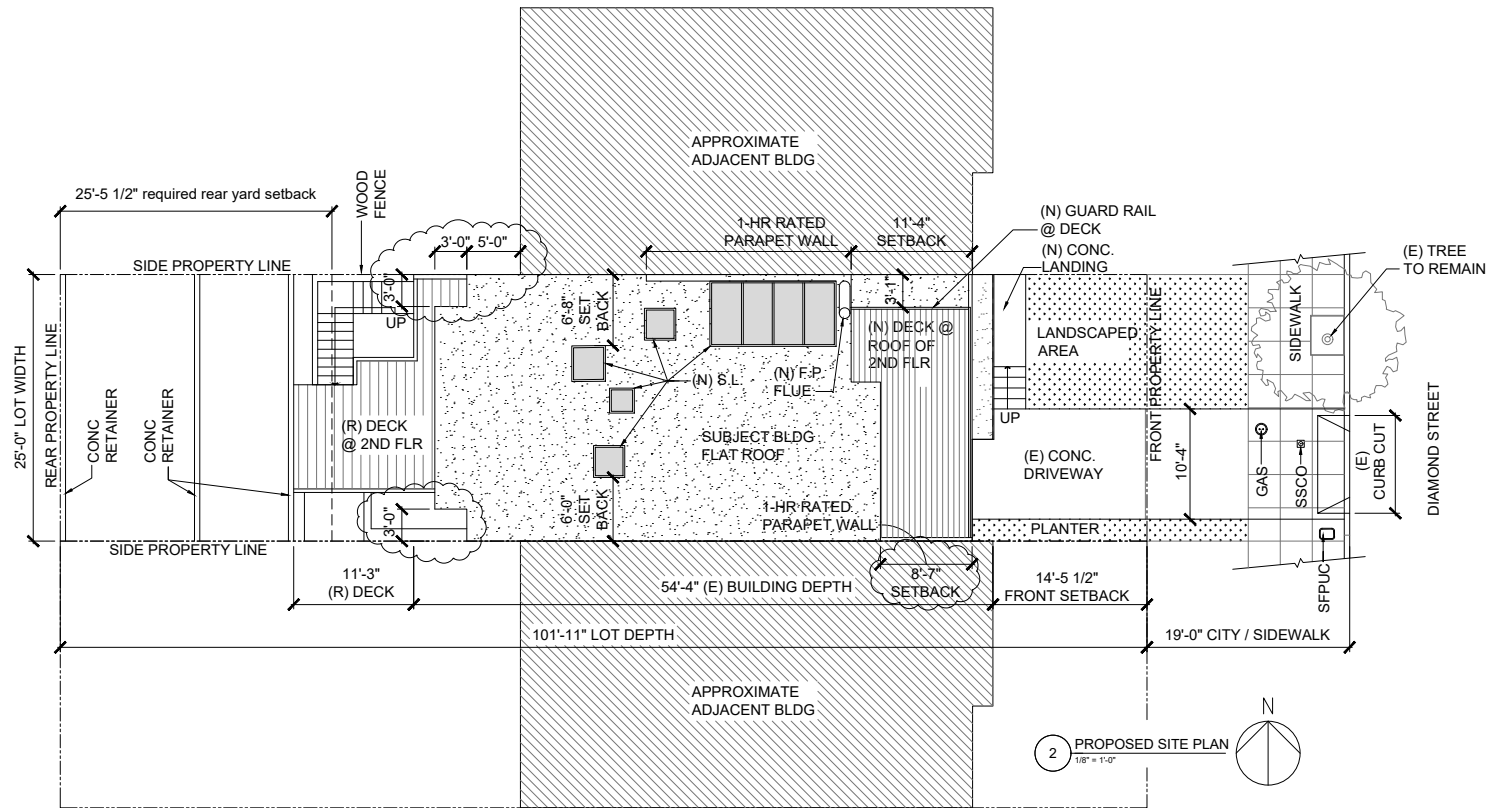 APPROXIMATE
ADJACENT BLDG
25'-5 1/2" required rear yard setback
WOOD
FENCE
3'-0"
5'-0"
1-HR RATED
PARAPET WALL
11'-4"
SETBACK
(N) GUARD RAIL
@ DECK
(N) CONC.
LANDING
(E) TREE
TO REMAIN
SIDE PROPERTY LINE
3'-0"
UP
6'-8"
SET
BACK
3'-1"
(N) DECK @
ROOF OF
2ND FLR
LANDSCAPED
AREA
FRONT PROPERTY LINE
SIDEWALK
25'-0" LOT WIDTH
REAR PROPERTY LINE
CONC
RETAINER
CONC
RETAINER
(R) DECK
@ 2ND FLR
(N) S.L.
(N) F.P.
FLUE
UP
SUBJECT BLDG
FLAT ROOF
(E) CONC.
DRIVEWAY
10'-4"
GAS
SSCO
(E)
CURB CUT
DIAMOND STREET
3'-0"
6'-0"
SET
BACK
1-HR RATED
PARAPET WALL
PLANTER
SIDE PROPERTY LINE
SFPUC
11'-3"
(R) DECK
54'-4" (E) BUILDING DEPTH
8'-7"
SETBACK
14'-5 1/2"
FRONT SETBACK
101'-11" LOT DEPTH
19'-0" CITY / SIDEWALK
APPROXIMATE
ADJACENT BLDG
N
2
PROPOSED SITE PLAN
1/8" = 1'-0"